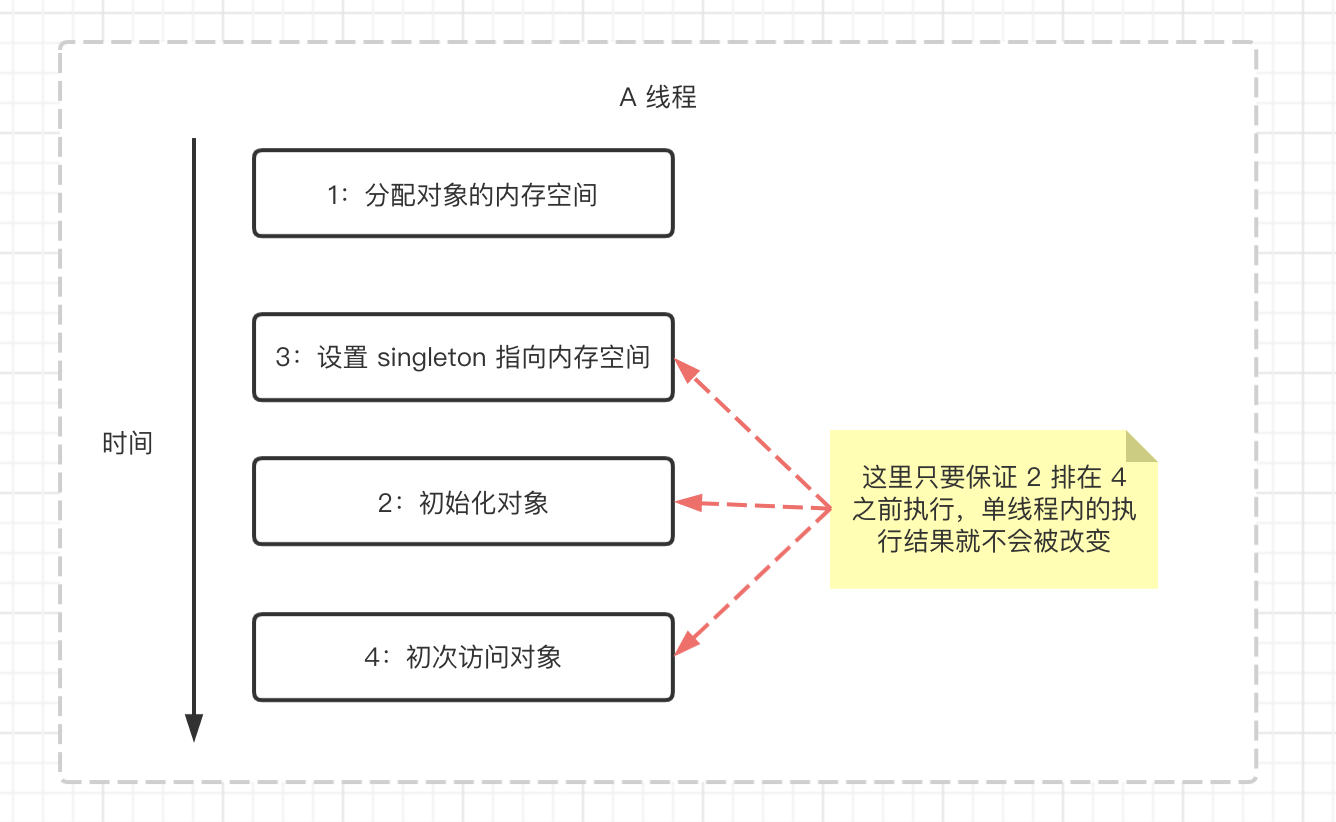 A 线程
1：分配对象的内存空间
3：设置 singleton 指向内存空间
时间
2：初始化对象
这里只要保证 2 排在 4
之前执行，单线程内的执
行结果就不会被改变
4：初次访问对象